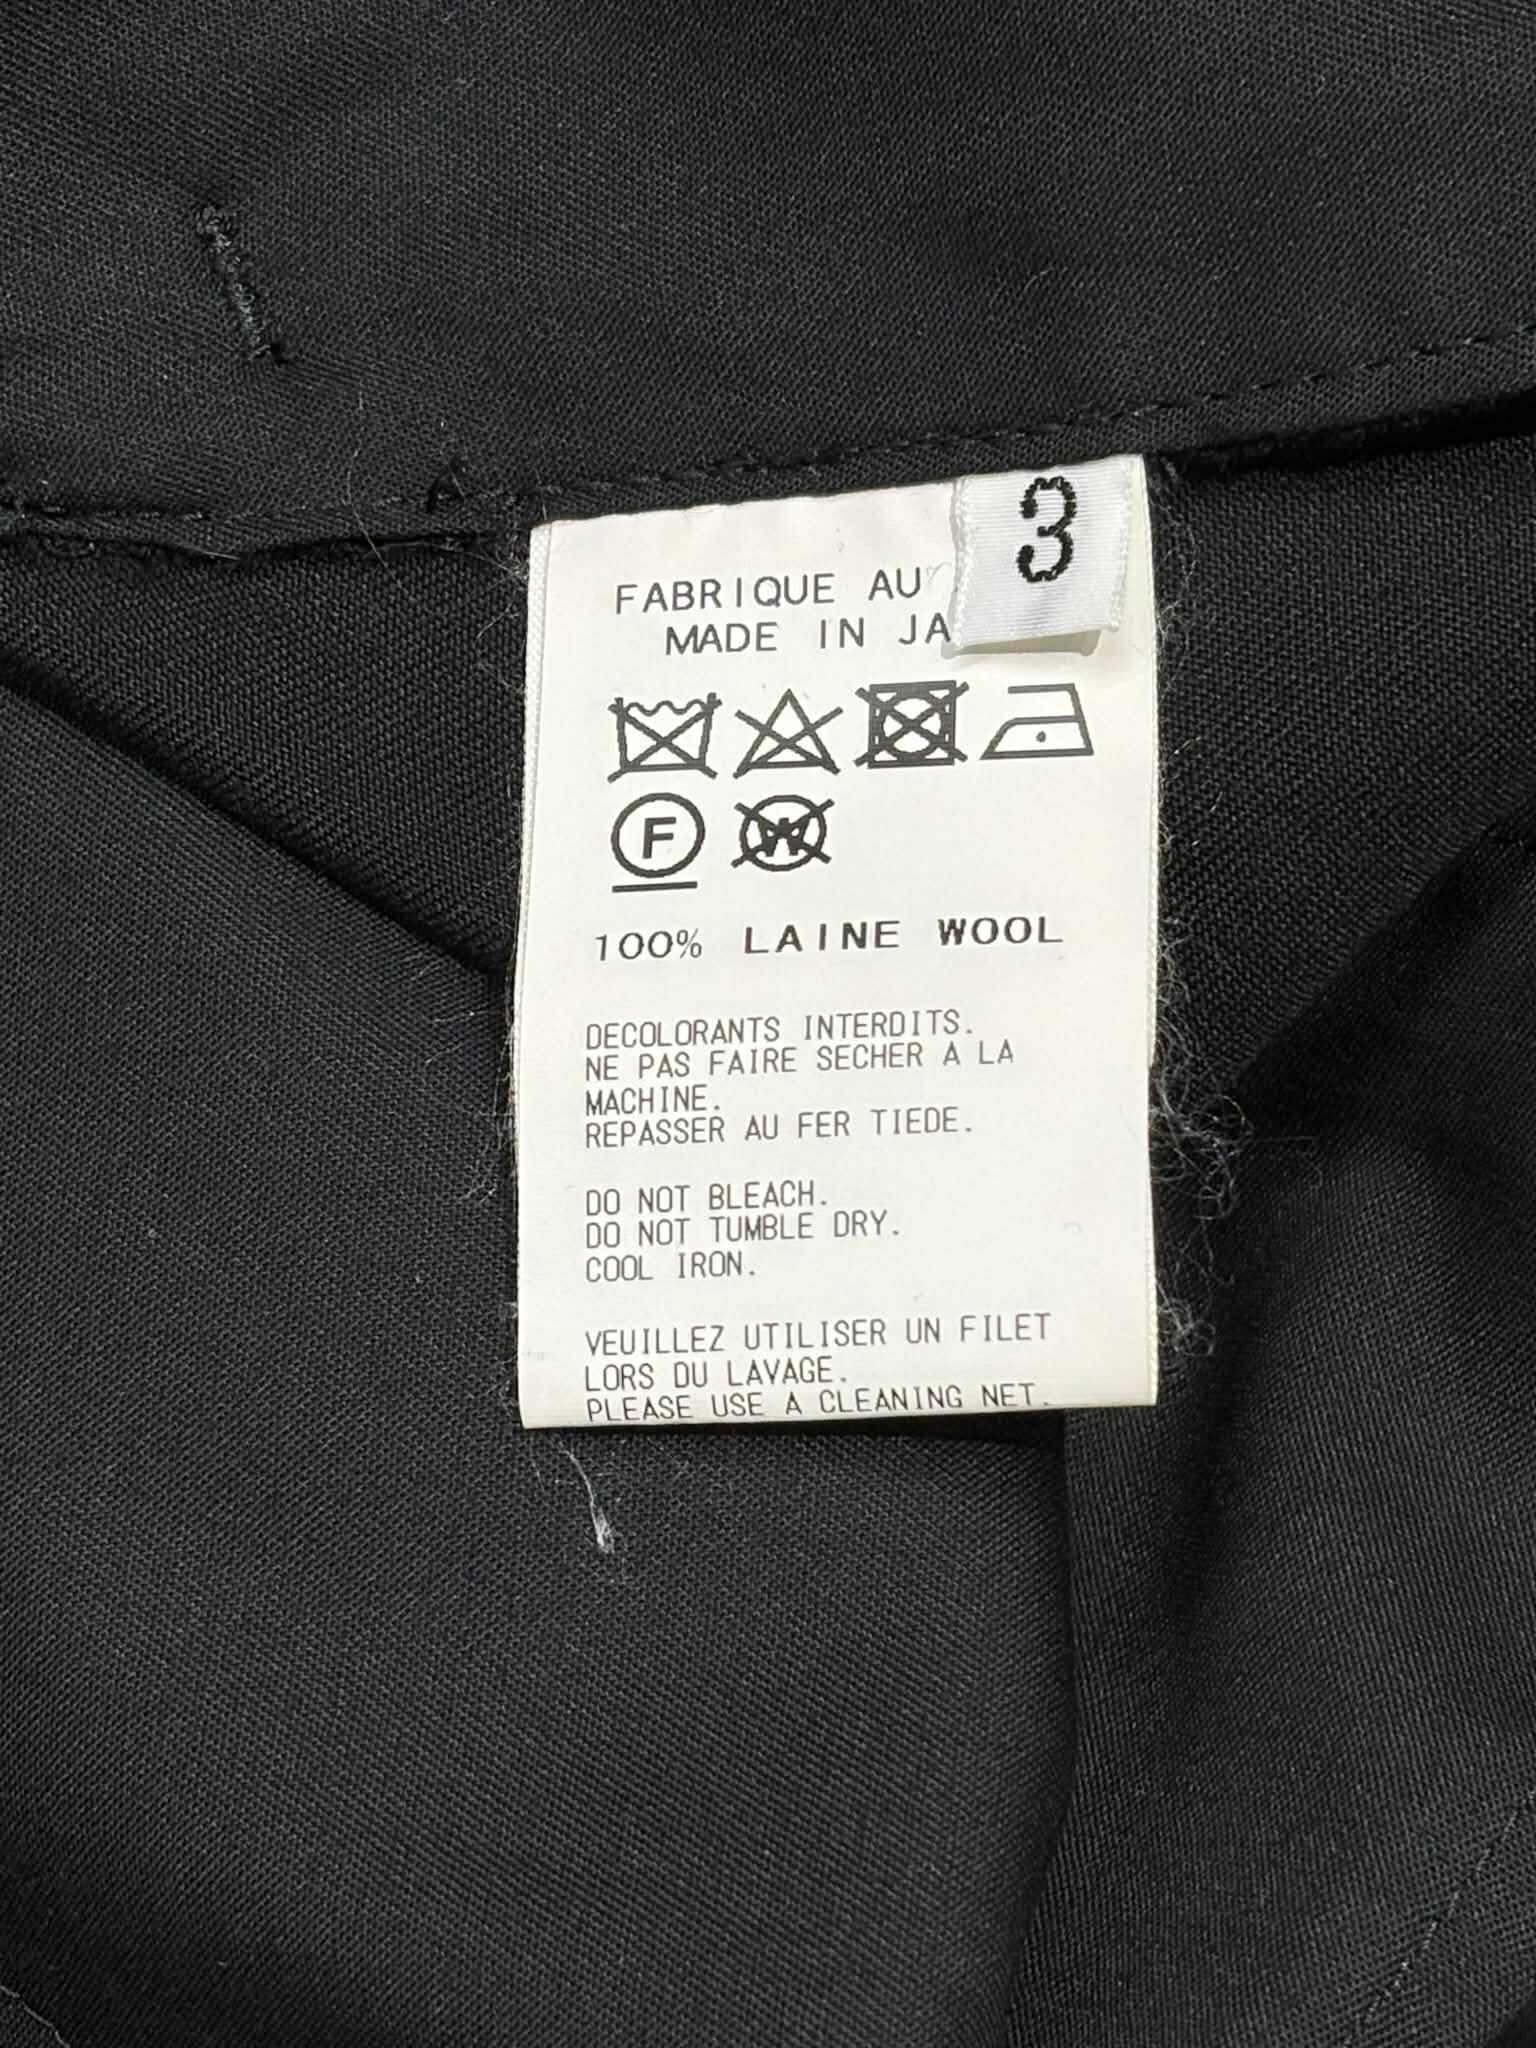 3
FABRIQUE AU
MADE IN JA
F
W
100% LAINE WOOL
DECOLORANTS INTERDITS.
NE PAS FAIRE SECHER A LA
MACHINE.
REPASSER AU FER TIEDE.
DO NOT BLEACH.
DO NOT TUMBLE DRY.
COOL IRON.
VEUILLEZ UTILISER UN FILET
LORS DU LAVAGE.
PLEASE USE A CLEANING NET.